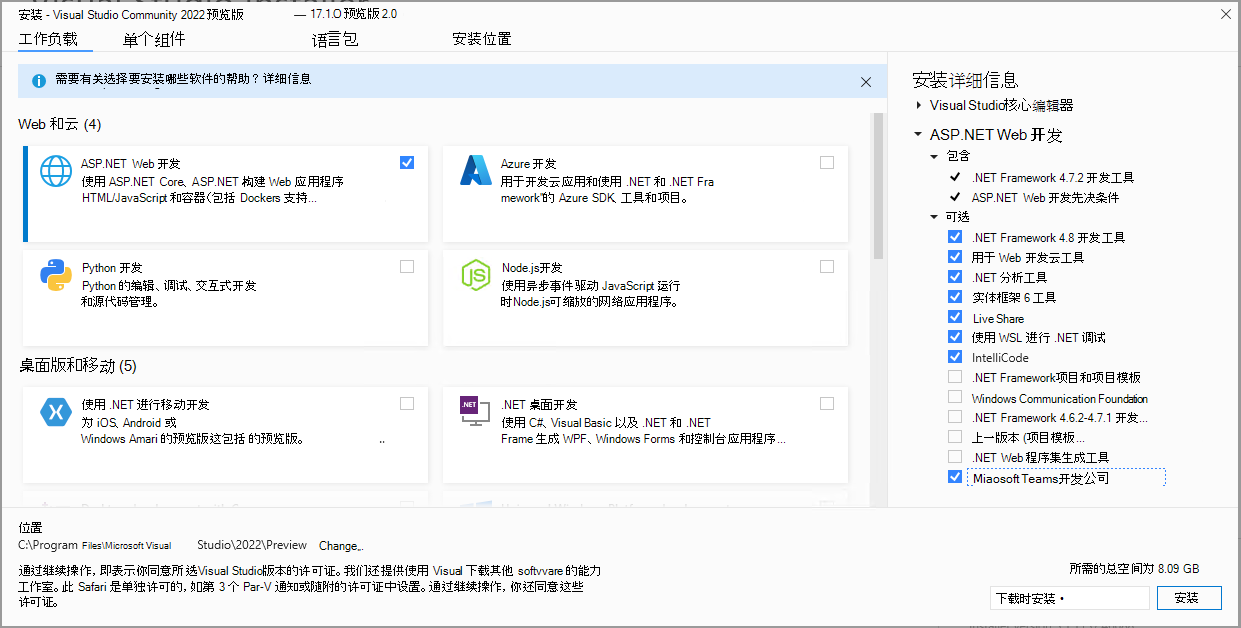 安装 - Visual Studio Community 2022 预览版 — 17.1.O 预览版 2.0
工作负载 单个组件 语言包 安装位置
需要有关选择要安装哪些软件的帮助？详细信息
Web 和云 (4)
ASP.NET Web 开发
使用 ASP.NET Core、ASP.NET 构建 Web 应用程序
HTML/JavaScript 和容器（包括 Dockers 支持...
Azure 开发
用于开发云应用和使用 .NET 和 .NET Fra
mework"的 Azure SDK、工具和项目。
Python 开发
Python 的编辑、调试、交互式开发
和源代码管理。
Node.js开发
使用异步事件驱动 JavaScript 运行
时Node.js可缩放的网络应用程序。
桌面版和移动 (5)
使用 .NET 进行移动开发
为 iOS、Android 或
Windows Amari 的预览版这包括 的预览版。 ..
.NET 桌面开发
使用 C#、Visual Basic 以及 .NET 和 .NET
Frame 生成 WPF、Windows Forms 和控制台应用程序...
安装详细信息
Visual Studio核心编辑器
ASP.NET Web 开发
包含
.NET Framework 4.7.2 开发工具
ASP.NET Web 开发先决条件
可选
.NET Framework 4.8 开发工具
用于 Web 开发云工具
.NET 分析工具
实体框架 6 工具
Live Share
使用 WSL 进行 .NET 调试
IntelliCode
.NET Framework项目和项目模板
Windows Communication Foundation
.NET Framework 4.6.2-4.7.1 开发...
上一版本 (项目模板...
.NET Web 程序集生成工具
Miaosoft Teams开发公司
位置
C:\Program Files\Microsoft Visual Studio\2022\Preview Change,..
通过继续操作，即表示你同意所选Visual Studio版本的许可证。我们还提供使用 Visual 下载其他 softvvare 的能力
工作室。此 Safari 是单独许可的，如第 3 个 Par-V 通知或随附的许可证中设置。通过继续操作，你还同意这些
许可证。
所需的总空间为 8.09 GB
下载时安装 •
安装